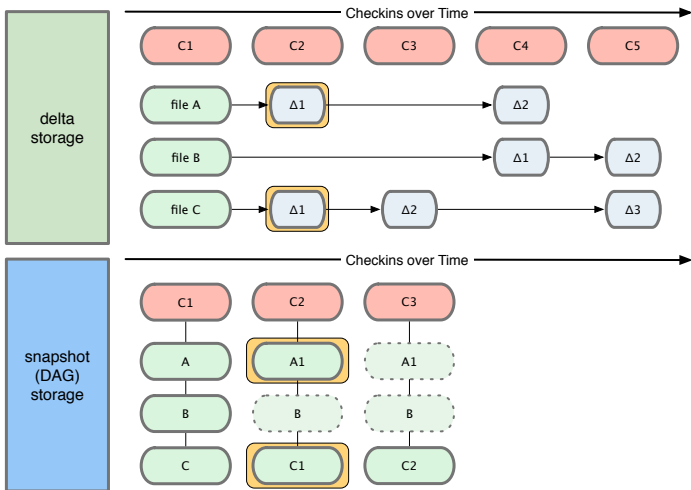 Checkins over Time
C1 C2 C3 C4 C5
delta
storage
file A Δ1 Δ2
file B Δ1 Δ2
file C Δ1 Δ2 Δ3
Checkins over Time
C1 C2 C3
snapshot
(DAG)
storage
A A1 A1
B B B
C C1 C2